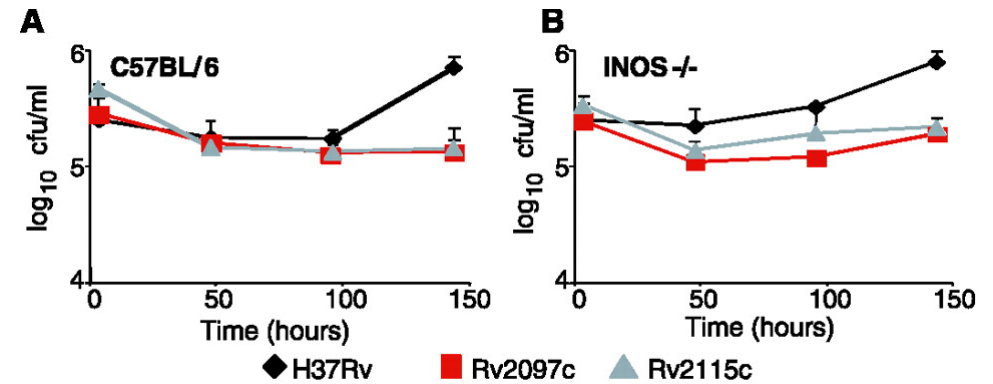 A
B
C57BL/6
INOS -/-
log10 cfu/ml
log10 cfu/ml
6
5
4
6
5
4
0 50 100 150
0 50 100 150
Time (hours)
Time (hours)
H37Rv Rv2097c Rv2115c